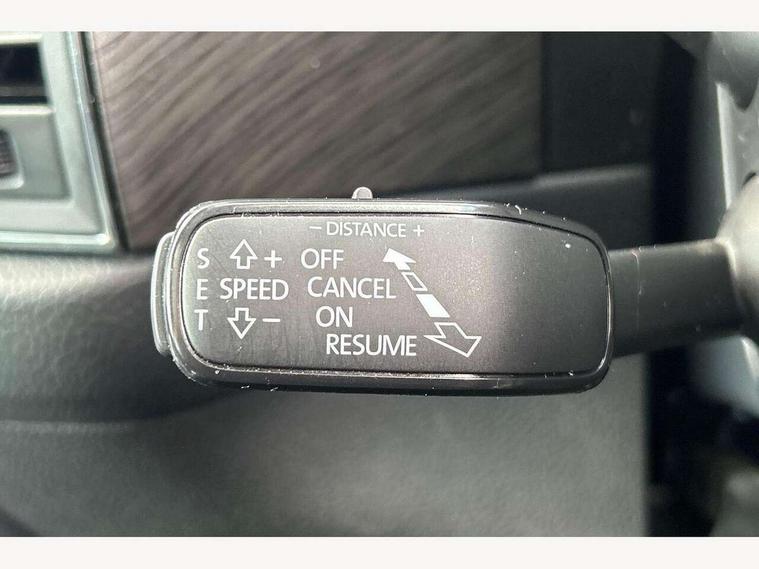 − DISTANCE +
S + OFF
E SPEED CANCEL
T − ON
RESUME